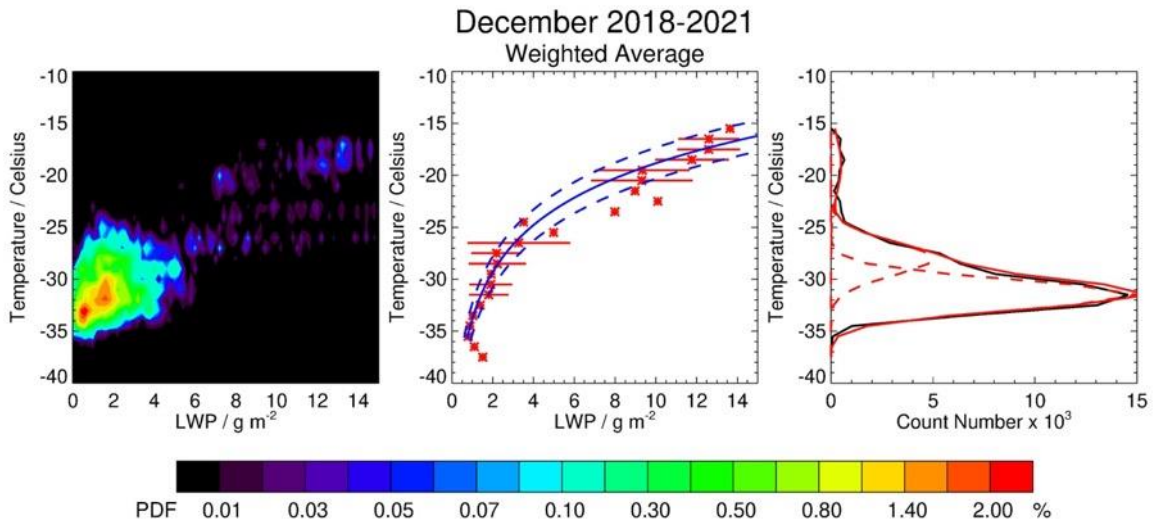 December 2018-2021
Weighted Average
-10
-15
-20
-25
-30
-35
-40
Temperature / Celsius
0 2 4 6 8 10 12 14
LWP / g m⁻²
-10
-15
-20
-25
-30
-35
-40
Temperature / Celsius
0 2 4 6 8 10 12 14
LWP / g m⁻²
-10
-15
-20
-25
-30
-35
-40
Temperature / Celsius
0 5 10 15
Count Number x 10³
PDF 0.01 0.03 0.05 0.07 0.10 0.30 0.50 0.80 1.40 2.00 %